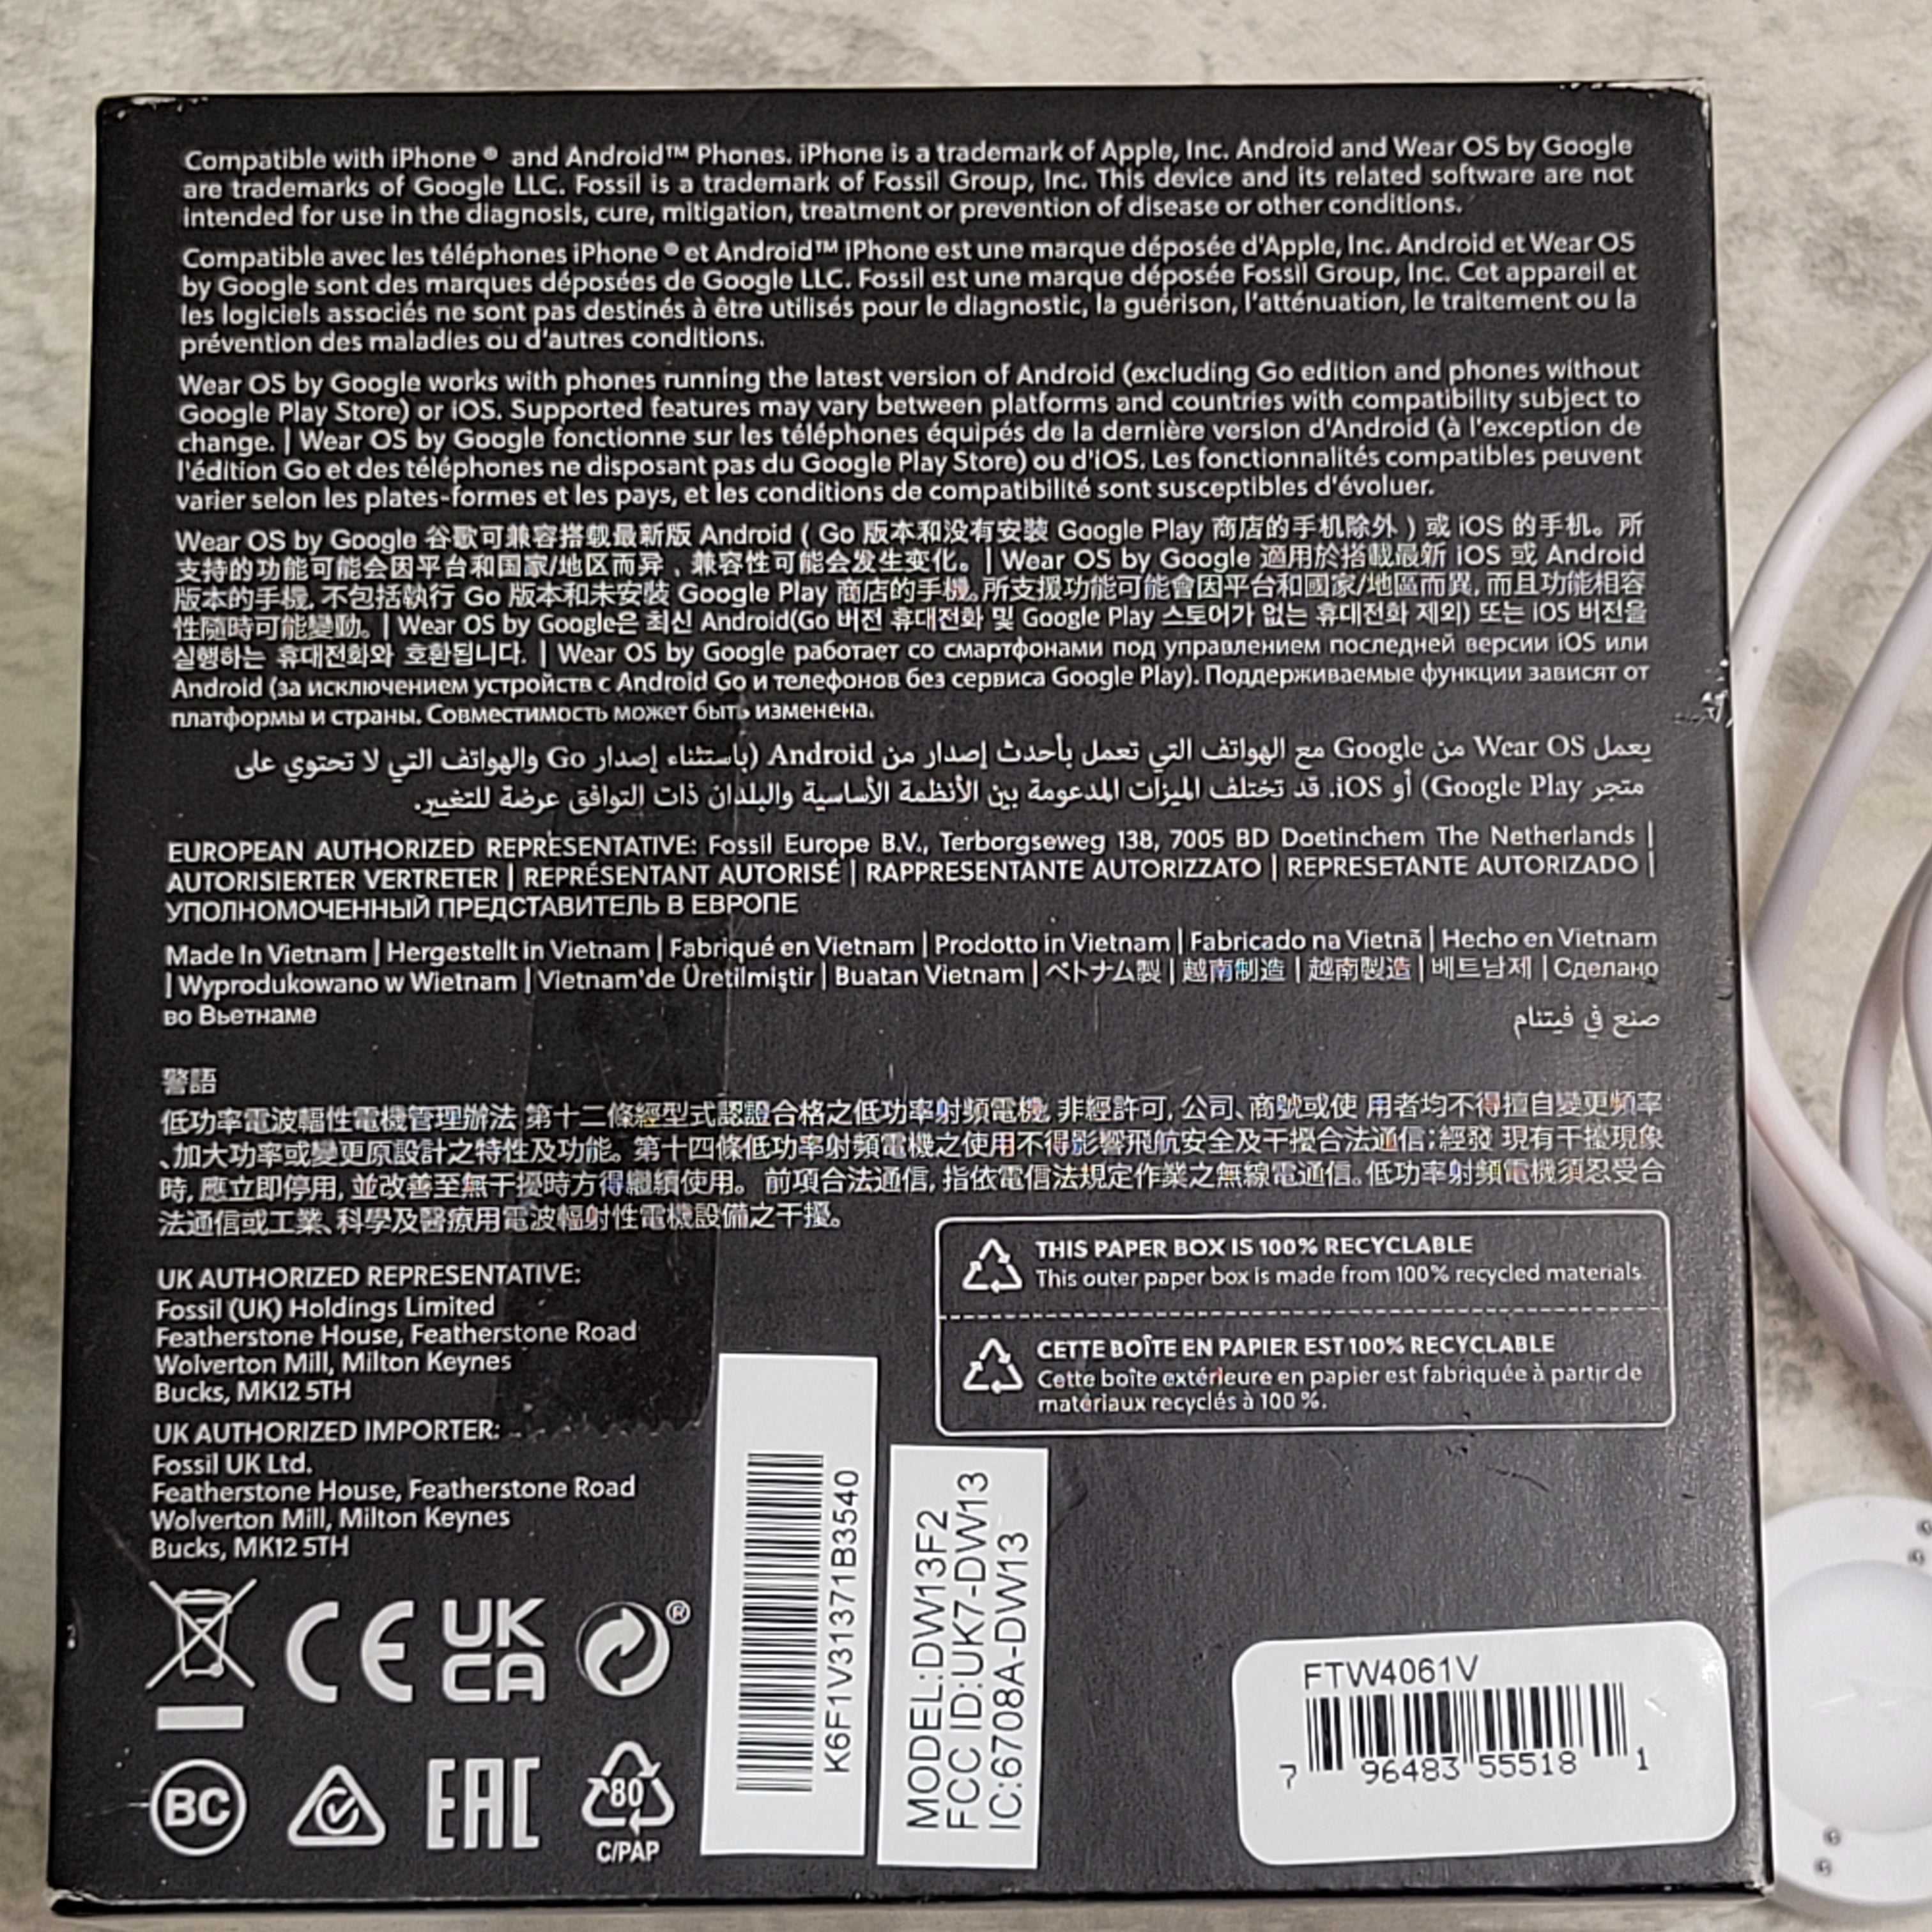 Compatible with iPhone ® and Android™ Phones. iPhone is a trademark of Apple, Inc. Android and Wear OS by Google
are trademarks of Google LLC. Fossil is a trademark of Fossil Group, Inc. This device and its related software are not
intended for use in the diagnosis, cure, mitigation, treatment or prevention of disease or other conditions.
Compatible avec les téléphones iPhone ® et Android™ iPhone est une marque déposée d'Apple, Inc. Android et Wear OS
by Google sont des marques déposées de Google LLC. Fossil est une marque déposée Fossil Group, Inc. Cet appareil et
les logiciels associés ne sont pas destinés à être utilisés pour le diagnostic, la guérison, l'atténuation, le traitement ou la
prévention des maladies ou d'autres conditions.
Wear OS by Google works with phones running the latest version of Android (excluding Go edition and phones without
Google Play Store) or iOS. Supported features may vary between platforms and countries with compatibility subject to
change. | Wear OS by Google fonctionne sur les téléphones équipés de la dernière version d'Android (à l'exception de
l'édition Go et des téléphones ne disposant pas du Google Play Store) ou d'iOS. Les fonctionnalités compatibles peuvent
varier selon les plates-formes et les pays, et les conditions de compatibilité sont susceptibles d'évoluer.
Wear OS by Google 谷歌可兼容搭载最新版 Android ( Go 版本和没有安装 Google Play 商店的手机除外 ) 或 iOS 的手机。所
支持的功能可能会因平台和国家/地区而异 、兼容性可能会发生变化。 | Wear OS by Google 適用於搭載最新 iOS 或 Android
版本的手機, 不包括執行 Go 版本和未安裝 Google Play 商店的手機。所支援功能可能會因平台和國家/地區而異, 而且功能相容
性隨時可能變動。 | Wear OS by Google은 최신 Android(Go 버전 휴대전화 및 Google Play 스토어가 없는 휴대전화 제외) 또는 iOS 버전을
실행하는 휴대전화와 호환됩니다. | Wear OS by Google работает со смартфонами под управлением последней версии iOS или
Android (за исключением устройств с Android Go и телефонов без сервиса Google Play). Поддерживаемые функции зависят от
платформы и страны. Совместимость может быть изменена.
يعمل Wear OS من Google مع الهواتف التي تعمل بأحدث إصدار من Android (باستثناء إصدار Go والهواتف التي لا تحتوي على
متجر Google Play) أو iOS. قد تختلف الميزات المدعومة بين الأنظمة الأساسية والبلدان ذات التوافق عرضة للتغيير.
EUROPEAN AUTHORIZED REPRESENTATIVE: Fossil Europe B.V., Terborgseweg 138, 7005 BD Doetinchem The Netherlands |
AUTORISIERTER VERTRETER | REPRÉSENTANT AUTORISÉ | RAPPRESENTANTE AUTORIZZATO | REPRESETANTE AUTORIZADO |
УПОЛНОМОЧЕННЫЙ ПРЕДСТАВИТЕЛЬ В ЕВРОПЕ
Made In Vietnam | Hergestellt in Vietnam | Fabriqué en Vietnam | Prodotto in Vietnam | Fabricado na Vietnã | Hecho en Vietnam
| Wyprodukowano w Wietnam | Vietnam'de Üretilmiştir | Buatan Vietnam | ベトナム製 | 越南制造 | 越南製造 | 베트남제 | Сделано
во Вьетнаме
صنع في فيتنام
警語
低功率電波輻性電機管理辦法 第十二條經型式認證合格之低功率射頻電機, 非經許可, 公司、商號或使 用者均不得擅自變更頻率
、加大功率或變更原設計之特性及功能。第十四條低功率射頻電機之使用不得影響飛航安全及干擾合法通信;經發 現有干擾現象
時, 應立即停用, 並改善至無干擾時方得繼續使用。 前項合法通信, 指依電信法規定作業之無線電通信。低功率射頻電機須忍受合
法通信或工業、科學及醫療用電波輻射性電機設備之干擾。
THIS PAPER BOX IS 100% RECYCLABLE
This outer paper box is made from 100% recycled materials.
CETTE BOÎTE EN PAPIER EST 100% RECYCLABLE
Cette boîte extérieure en papier est fabriquée à partir de
matériaux recyclés à 100 %.
UK AUTHORIZED REPRESENTATIVE:
Fossil (UK) Holdings Limited
Featherstone House, Featherstone Road
Wolverton Mill, Milton Keynes
Bucks, MK12 5TH
UK AUTHORIZED IMPORTER:
Fossil UK Ltd.
Featherstone House, Featherstone Road
Wolverton Mill, Milton Keynes
Bucks, MK12 5TH
K6F1V31371B3540
MODEL:DW13F2
FCC ID:UK7-DW13
IC:6708A-DW13
FTW4061V
7 96483 55518 1
CE
UK
CA
®
BC
EAC
80
C/PAP